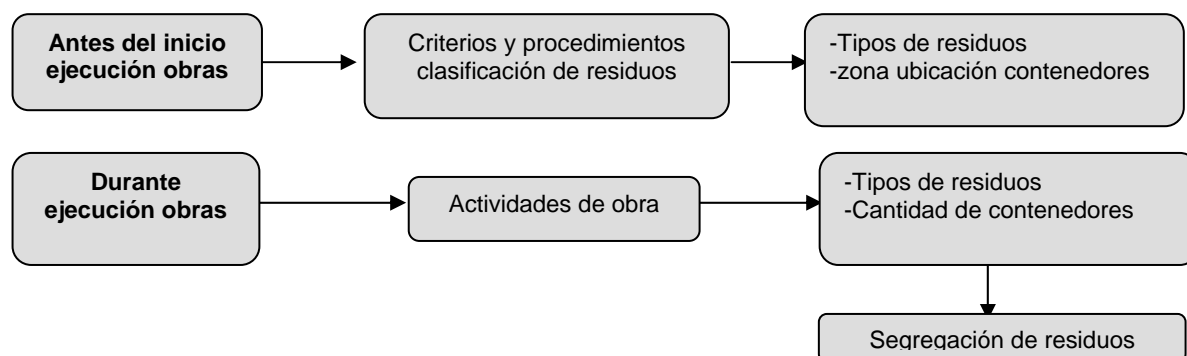 Antes del inicio
ejecución obras
Criterios y procedimientos
clasificación de residuos
-Tipos de residuos
-zona ubicación contenedores
Durante
ejecución obras
Actividades de obra
-Tipos de residuos
-Cantidad de contenedores
Segregación de residuos